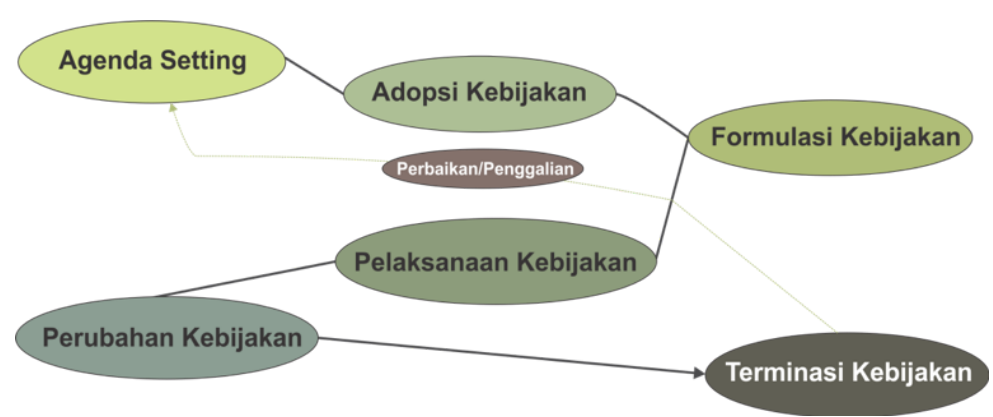 Agenda Setting
Adopsi Kebijakan
Formulasi Kebijakan
Perbaikan/Penggalian
Pelaksanaan Kebijakan
Perubahan Kebijakan
Terminasi Kebijakan